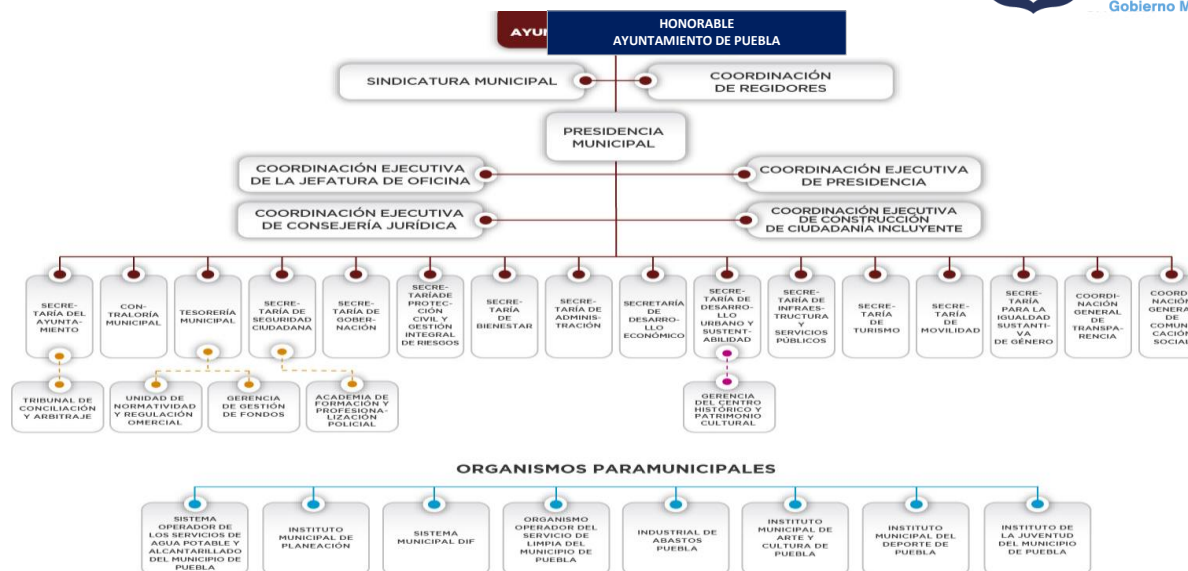 Gobierno M
AYU
HONORABLE
AYUNTAMIENTO DE PUEBLA
SINDICATURA MUNICIPAL
COORDINACIÓN
DE REGIDORES
PRESIDENCIA
MUNICIPAL
COORDINACIÓN EJECUTIVA
DE LA JEFATURA DE OFICINA
COORDINACIÓN EJECUTIVA
DE PRESIDENCIA
COORDINACIÓN EJECUTIVA
DE CONSEJERÍA JURÍDICA
COORDINACIÓN EJECUTIVA
DE CONSTRUCCIÓN
DE CIUDADANÍA INCLUYENTE
SECRE-
TARÍA DEL
AYUNTA-
MIENTO
CON-
TRALORÍA
MUNICIPAL
TESORERÍA
MUNICIPAL
SECRE-
TARÍA DE
SEGURIDAD
CIUDADANA
SECRE-
TARÍA DE
GOBER-
NACIÓN
SECRE-
TARÍADE
PROTEC-
CIÓN
CIVIL Y
GESTIÓN
INTEGRAL
DE RIESGOS
SECRE-
TARÍA
DE
BIENESTAR
SECRE-
TARÍA DE
ADMINIS-
TRACIÓN
SECRETARÍA
DE
DESARRO-
LLO
ECONÓMICO
SECRE-
TARÍA DE
DESARRO-
LLO
URBANO Y
SUSTENT-
ABILIDAD
SECRE-
TARÍA DE
INFRAES-
TRUCTURA
Y
SERVICIOS
PÚBLICOS
SECRE-
TARÍA
DE
TURISMO
SECRE-
TARÍA
DE
MOVILIDAD
SECRE-
TARÍA
PARA LA
IGUALDAD
SUSTANTI-
VA
DE GÉNERO
COORDI-
NACIÓN
GENERAL
DE
TRANSPA-
RENCIA
COORDI-
NACIÓN
GENERAL
DE
COMUNI-
CACIÓN
SOCIAL
TRIBUNAL DE
CONCILIACIÓN
Y ARBITRAJE
UNIDAD DE
NORMATIVIDAD
Y REGULACIÓN
OMERCIAL
GERENCIA
DE GESTIÓN
DE FONDOS
ACADEMIA DE
FORMACIÓN Y
PROFESIONA-
LIZACIÓN
POLICIAL
GERENCIA
DEL CENTRO
HISTÓRICO Y
PATRIMONIO
CULTURAL
ORGANISMOS PARAMUNICIPALES
SISTEMA
OPERADOR DE
LOS SERVICIOS DE
AGUA POTABLE Y
ALCANTARILLADO
DEL MUNICIPIO DE
PUEBLA
INSTITUTO
MUNICIPAL DE
PLANEACIÓN
SISTEMA
MUNICIPAL DIF
ORGANISMO
OPERADOR DEL
SERVICIO DE
LIMPIA DEL
MUNICIPIO DE
PUEBLA
INDUSTRIAL DE
ABASTOS
PUEBLA
INSTITUTO
MUNICIPAL DE
ARTE Y
CULTURA DE
PUEBLA
INSTITUTO
MUNICIPAL DEL
DEPORTE DE
PUEBLA
INSTITUTO DE
LA JUVENTUD
DEL MUNICIPIO
DE PUEBLA